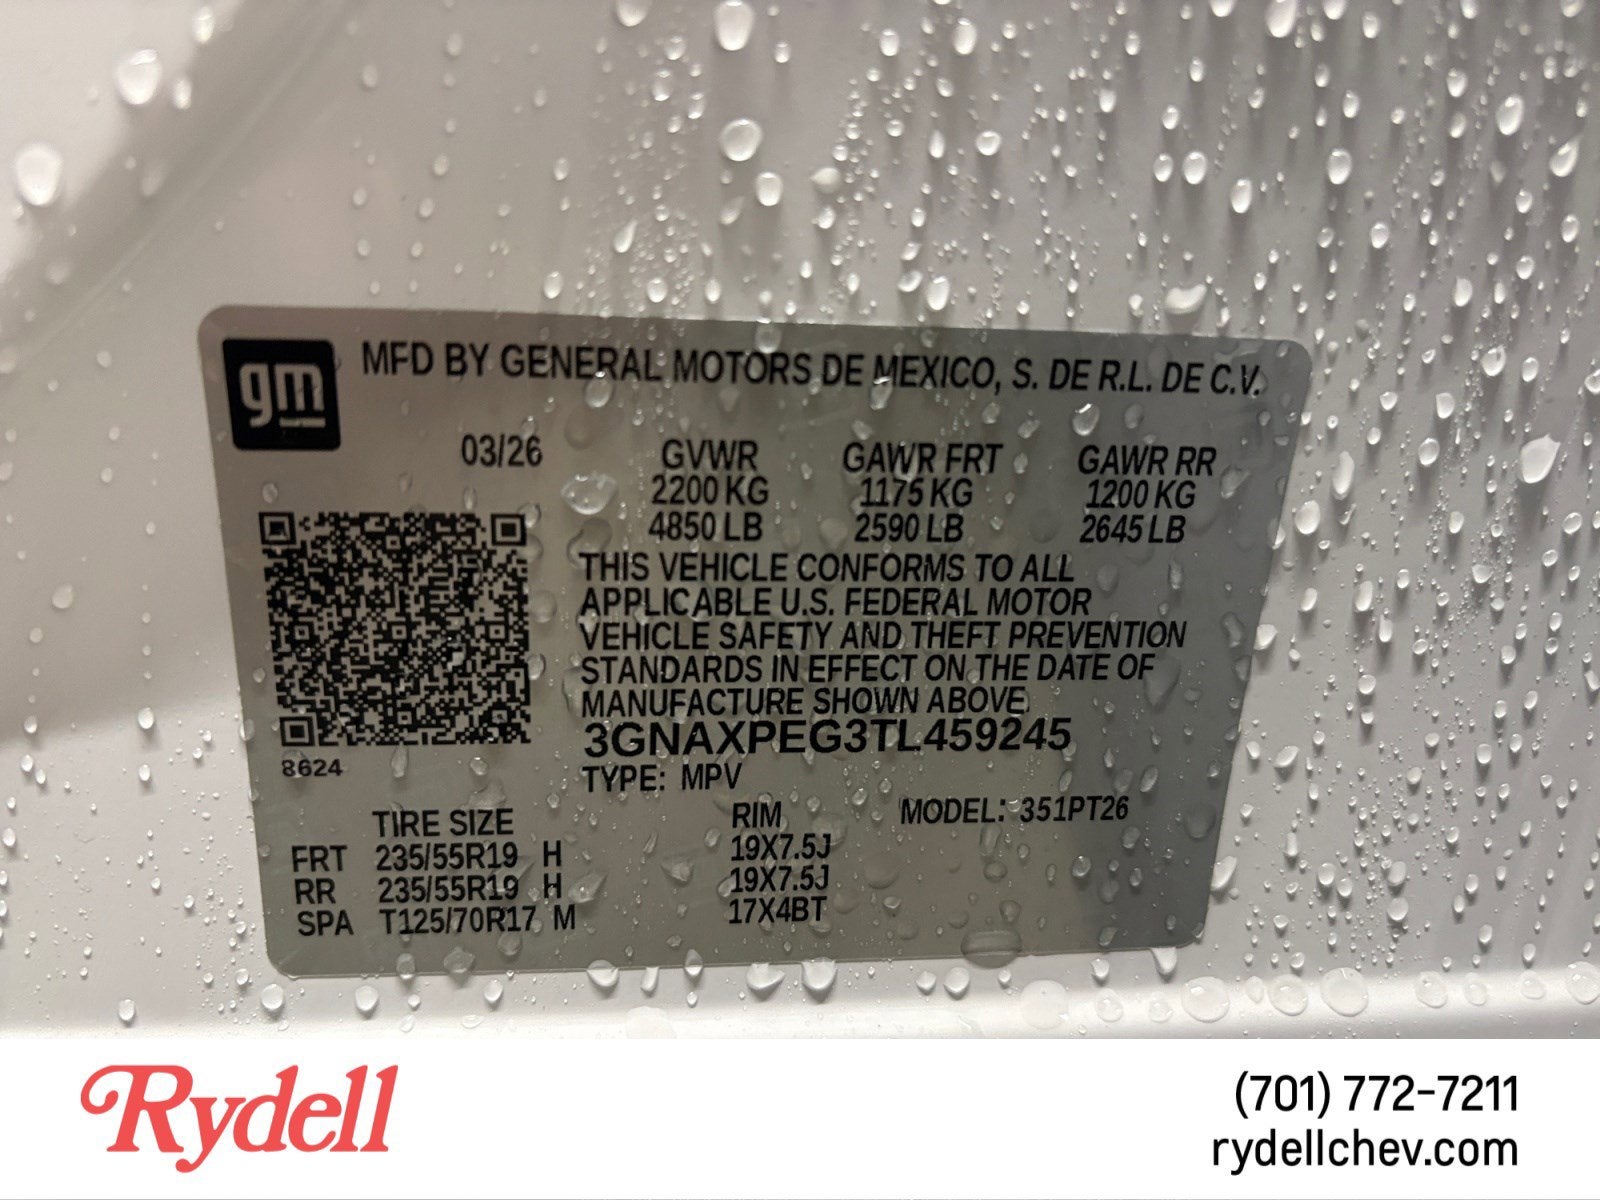 gm
MFD BY GENERAL MOTORS DE MEXICO, S. DE R.L. DE C.V.
03/26 GVWR GAWR FRT GAWR RR
2200 KG 1175 KG 1200 KG
4850 LB 2590 LB 2645 LB
THIS VEHICLE CONFORMS TO ALL
APPLICABLE U.S. FEDERAL MOTOR
VEHICLE SAFETY AND THEFT PREVENTION
STANDARDS IN EFFECT ON THE DATE OF
MANUFACTURE SHOWN ABOVE.
3GNAXPEG3TL459245
8624
TYPE: MPV
TIRE SIZE RIM MODEL: 351PT26
FRT 235/55R19 H 19X7.5J
RR 235/55R19 H 19X7.5J
SPA T125/70R17 M 17X4BT
Rydell
(701) 772-7211
rydellchev.com